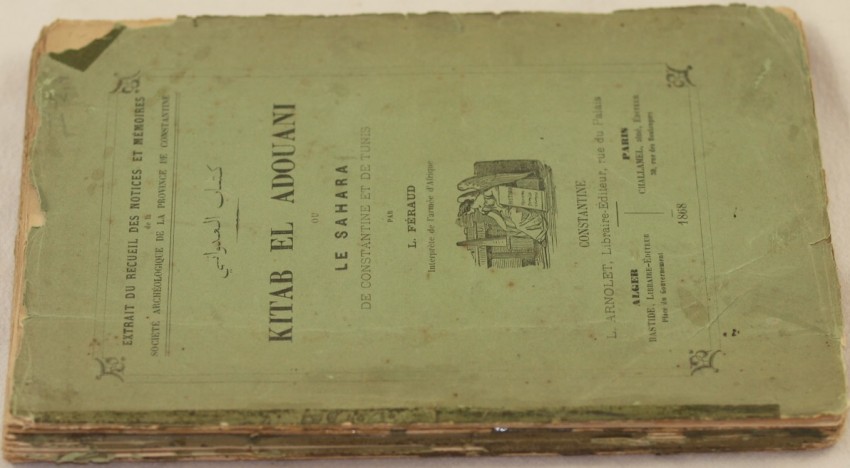 EXTRAIT DU RECUEIL DES NOTICES ET MÉMOIRES
de la
SOCIÉTÉ ARCHÉOLOGIQUE DE LA PROVINCE DE CONSTANTINE
كتاب العدواني
KITAB EL ADOUANI
OU
LE SAHARA
DE CONSTANTINE ET DE TUNIS
PAR
L. FÉRAUD
Interprète de l'armée d'Afrique
CONSTANTINE
L. ARNOLET, Libraire-Éditeur, rue du Palais
ALGER
BASTIDE, LIBRAIRE-ÉDITEUR
Place du Gouvernement
PARIS
CHALLAMEL aîné, ÉDITEUR
30, rue des Boulangers
1868